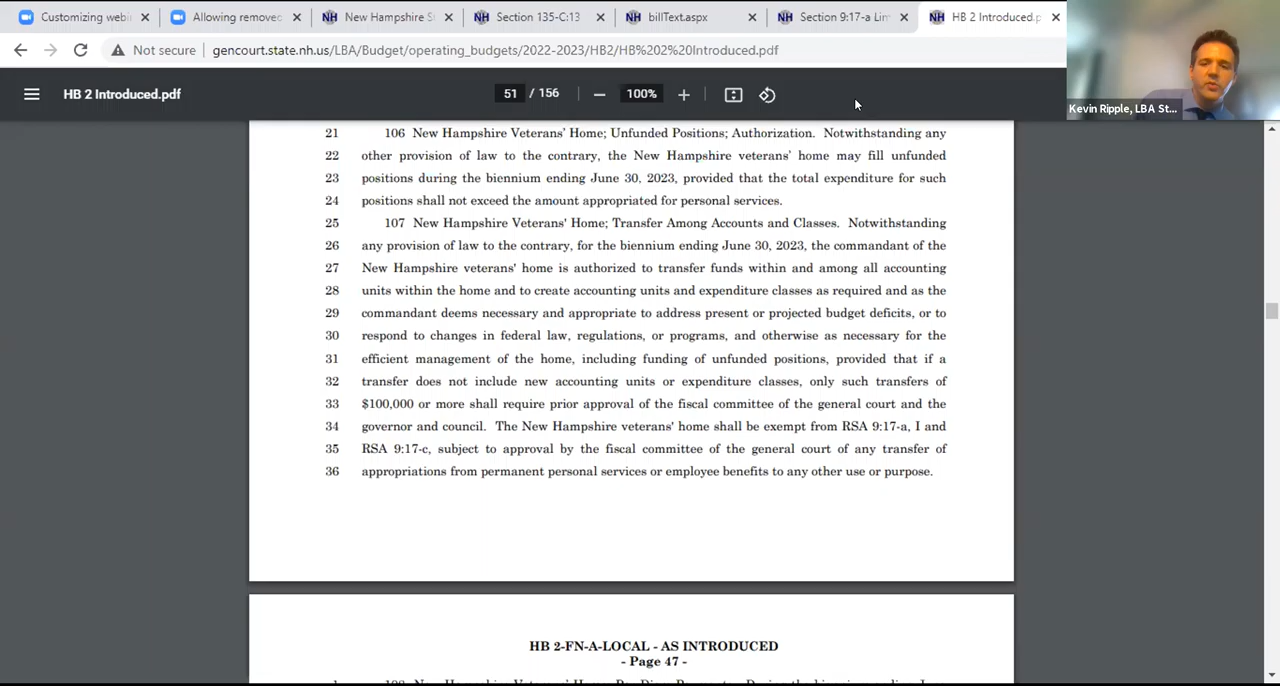 Customizing webi
Allowing removed
New Hampshire S
Section 135-C:13
billText.aspx
Section 9:17-a Lim
HB 2 Introduced.p
Not secure
gencourt.state.nh.us/LBA/Budget/operating_budgets/2022-2023/HB2/HB%202%20Introduced.pdf
HB 2 Introduced.pdf
51 / 156
100%
Kevin Ripple, LBA St...
21 106 New Hampshire Veterans' Home; Unfunded Positions; Authorization. Notwithstanding any
22 other provision of law to the contrary, the New Hampshire veterans' home may fill unfunded
23 positions during the biennium ending June 30, 2023, provided that the total expenditure for such
24 positions shall not exceed the amount appropriated for personal services.
25 107 New Hampshire Veterans' Home; Transfer Among Accounts and Classes. Notwithstanding
26 any provision of law to the contrary, for the biennium ending June 30, 2023, the commandant of the
27 New Hampshire veterans' home is authorized to transfer funds within and among all accounting
28 units within the home and to create accounting units and expenditure classes as required and as the
29 commandant deems necessary and appropriate to address present or projected budget deficits, or to
30 respond to changes in federal law, regulations, or programs, and otherwise as necessary for the
31 efficient management of the home, including funding of unfunded positions, provided that if a
32 transfer does not include new accounting units or expenditure classes, only such transfers of
33 $100,000 or more shall require prior approval of the fiscal committee of the general court and the
34 governor and council. The New Hampshire veterans' home shall be exempt from RSA 9:17-a, I and
35 RSA 9:17-c, subject to approval by the fiscal committee of the general court of any transfer of
36 appropriations from permanent personal services or employee benefits to any other use or purpose.
HB 2-FN-A-LOCAL - AS INTRODUCED
- Page 47 -